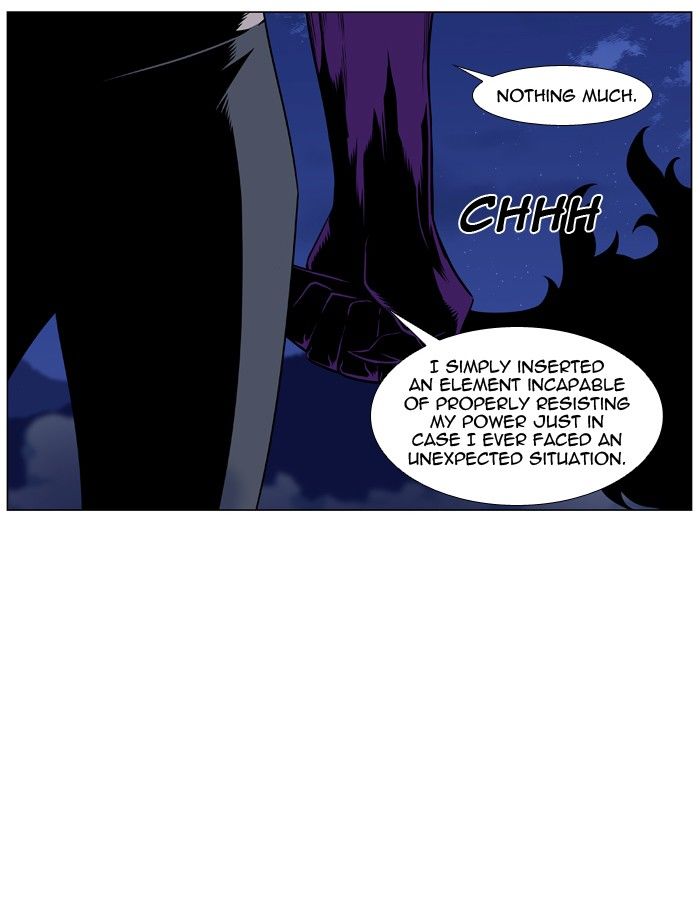 NOTHING MUCH.
CHHH
I SIMPLY INSERTED
AN ELEMENT INCAPABLE
OF PROPERLY RESISTING
MY POWER JUST IN
CASE I EVER FACED AN
UNEXPECTED SITUATION.